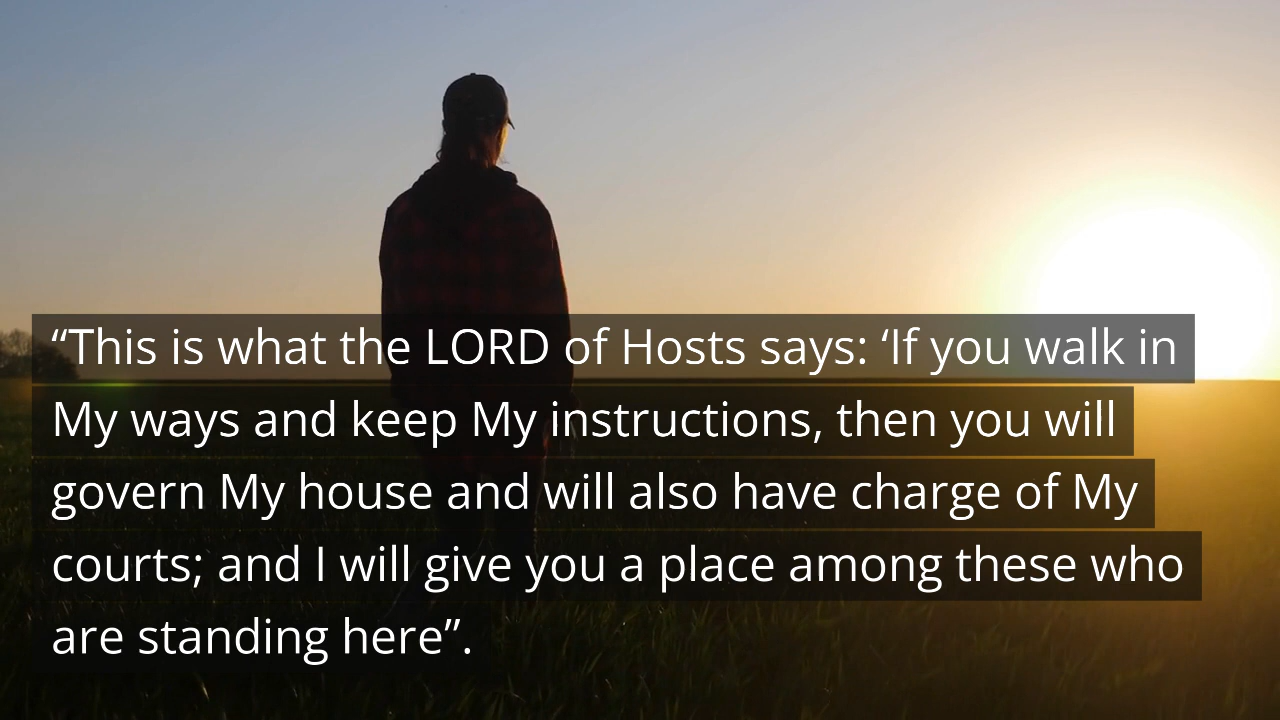 “This is what the LORD of Hosts says: ‘If you walk in
My ways and keep My instructions, then you will
govern My house and will also have charge of My
courts; and I will give you a place among these who
are standing here”.